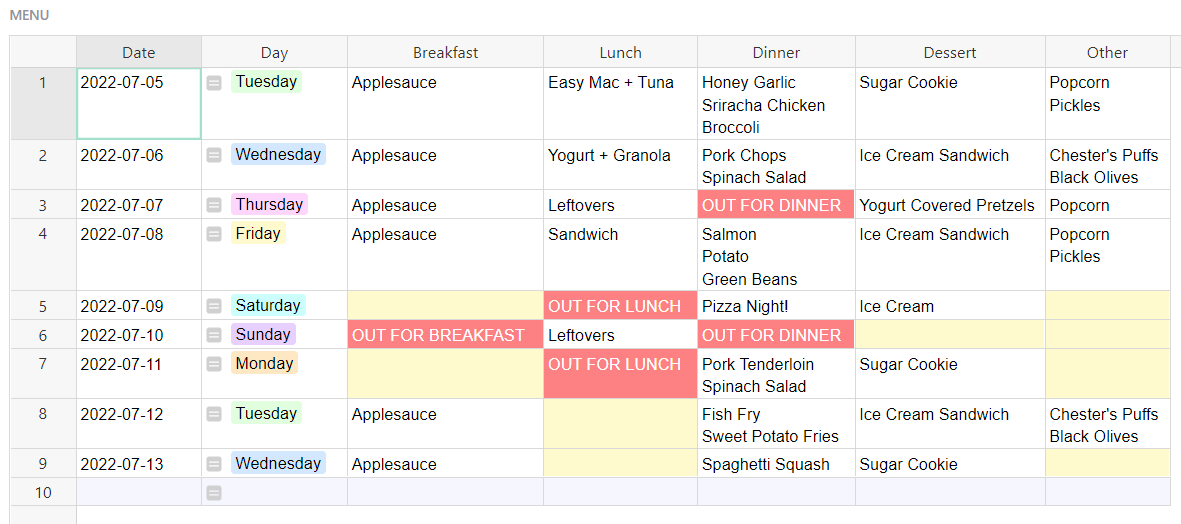 MENU
Date Day Breakfast Lunch Dinner Dessert Other
1 2022-07-05 Tuesday Applesauce Easy Mac + Tuna Honey Garlic Sugar Cookie Popcorn
Sriracha Chicken Pickles
Broccoli
2 2022-07-06 Wednesday Applesauce Yogurt + Granola Pork Chops Ice Cream Sandwich Chester's Puffs
Spinach Salad Black Olives
3 2022-07-07 Thursday Applesauce Leftovers OUT FOR DINNER Yogurt Covered Pretzels Popcorn
4 2022-07-08 Friday Applesauce Sandwich Salmon Ice Cream Sandwich Popcorn
Potato Pickles
Green Beans
5 2022-07-09 Saturday OUT FOR LUNCH Pizza Night! Ice Cream
6 2022-07-10 Sunday OUT FOR BREAKFAST Leftovers OUT FOR DINNER
7 2022-07-11 Monday OUT FOR LUNCH Pork Tenderloin Sugar Cookie
Spinach Salad
8 2022-07-12 Tuesday Applesauce Fish Fry Ice Cream Sandwich Chester's Puffs
Sweet Potato Fries Black Olives
9 2022-07-13 Wednesday Applesauce Spaghetti Squash Sugar Cookie
10